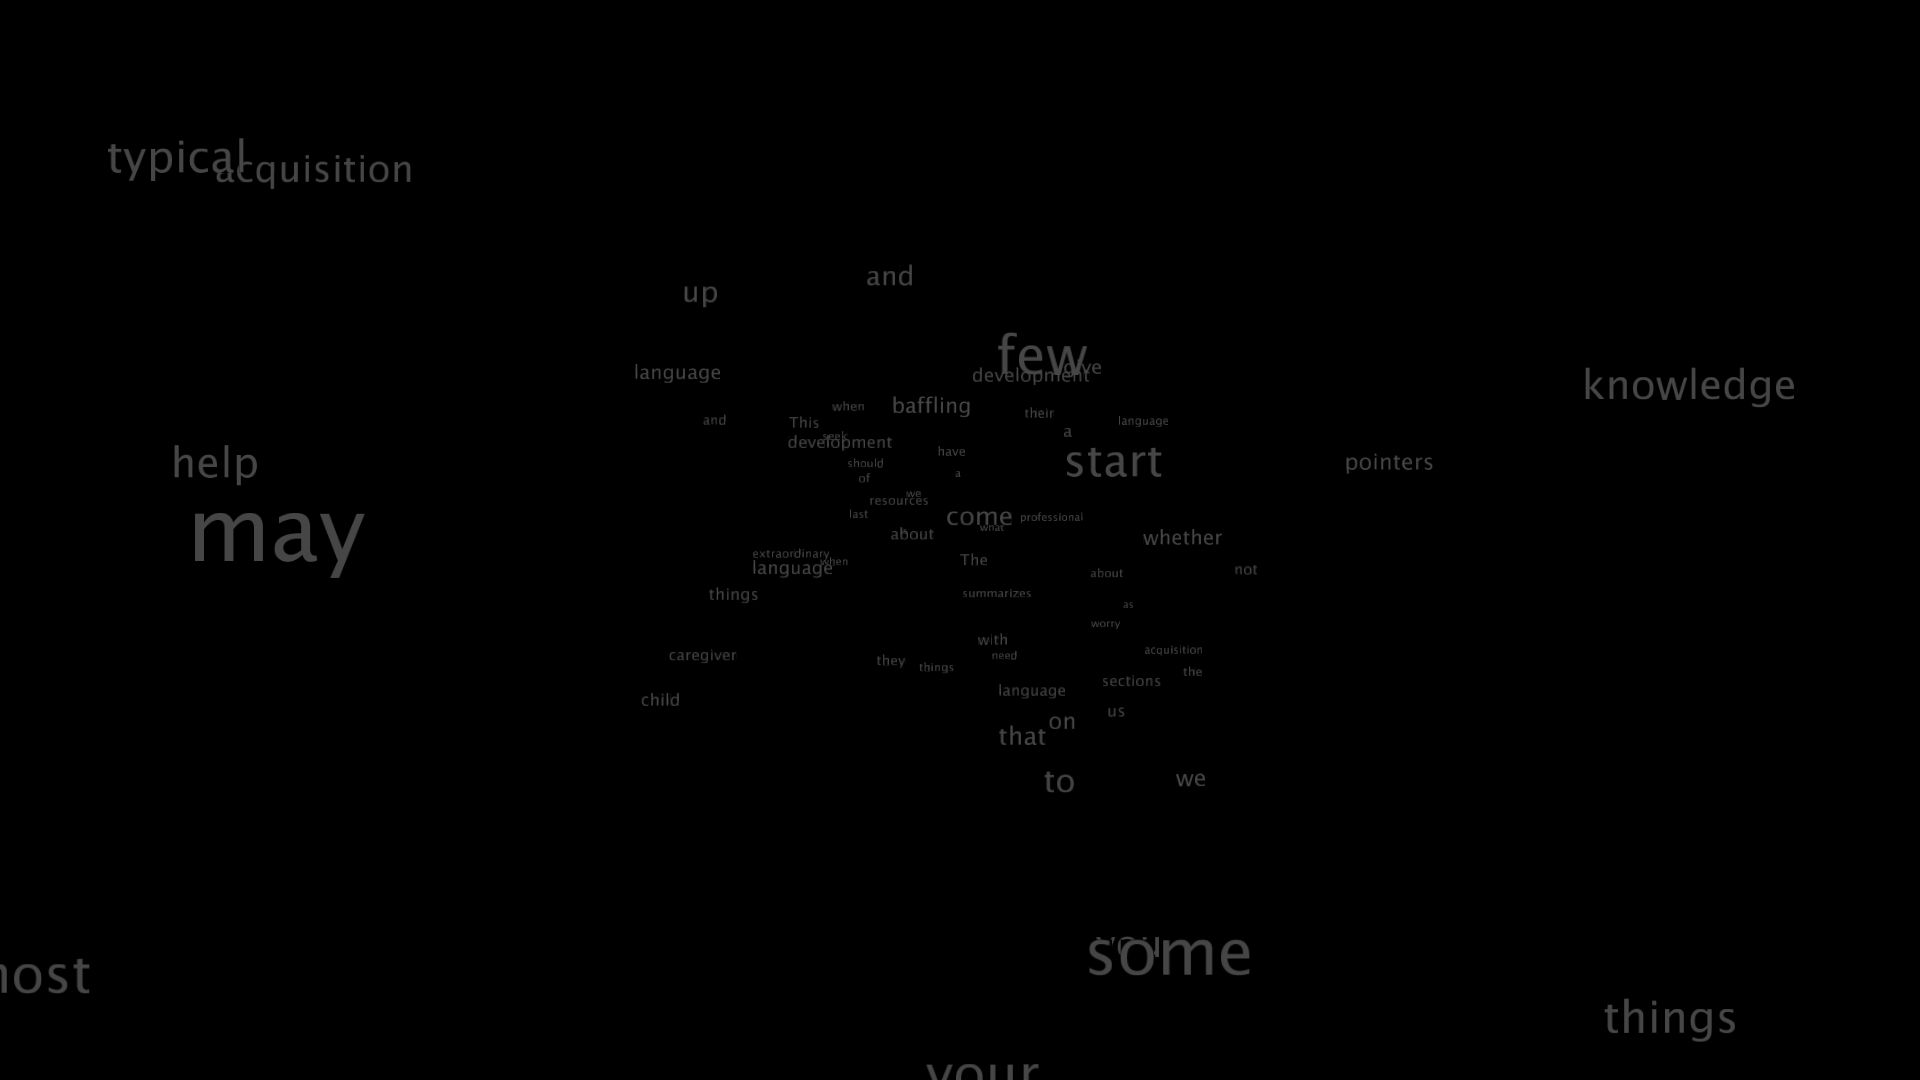 typical
acquisition
and
up
few
give
language
development
knowledge
baffling
when
their
and
This
language
a
seek
development
have
help
start
pointers
should
a
of
we
resources
may
last
come
professional
what
about
whether
extraordinary
The
when
language
not
about
things
summarizes
as
worry
with
acquisition
caregiver
need
they
things
the
sections
language
child
us
on
that
we
to
some
things